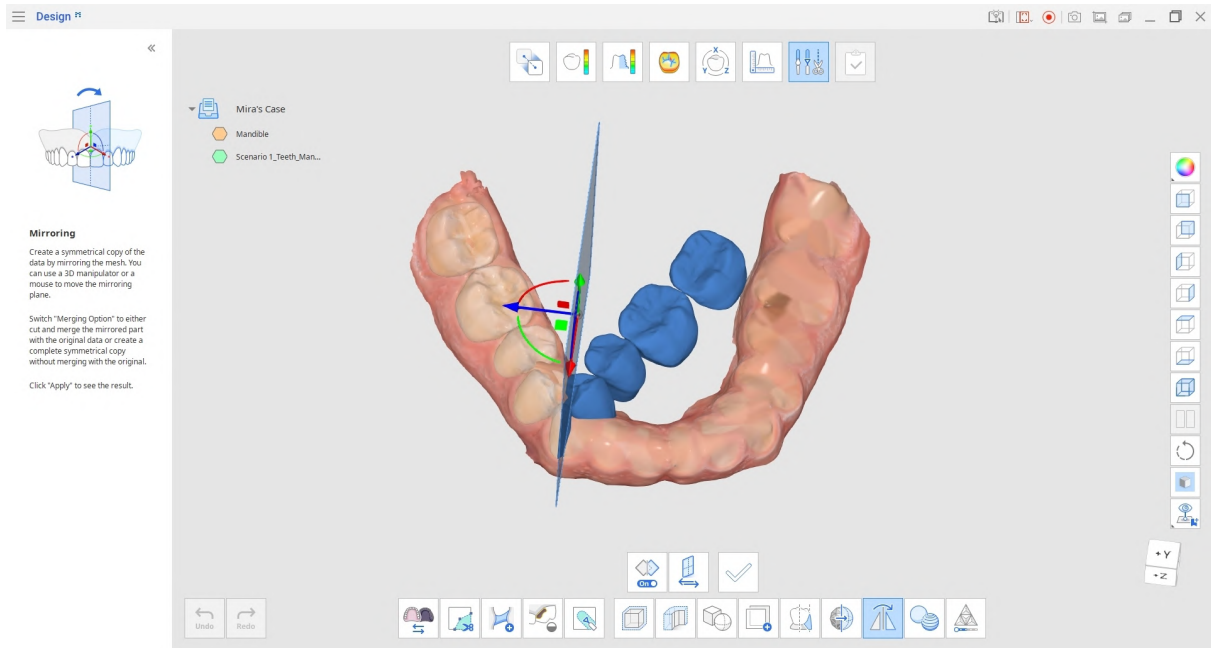 Design
Mira's Case
Mandible
Scenario 1_Teeth_Man...
Mirroring
Create a symmetrical copy of the
data by mirroring the mesh. You
can use a 3D manipulator or a
mouse to move the mirroring
plane.
Switch "Merging Option" to either
cut and merge the mirrored part
with the original data or create a
complete symmetrical copy
without merging with the original.
Click "Apply" to see the result.
X
Y Z
+Y
+Z
On
Undo
Redo